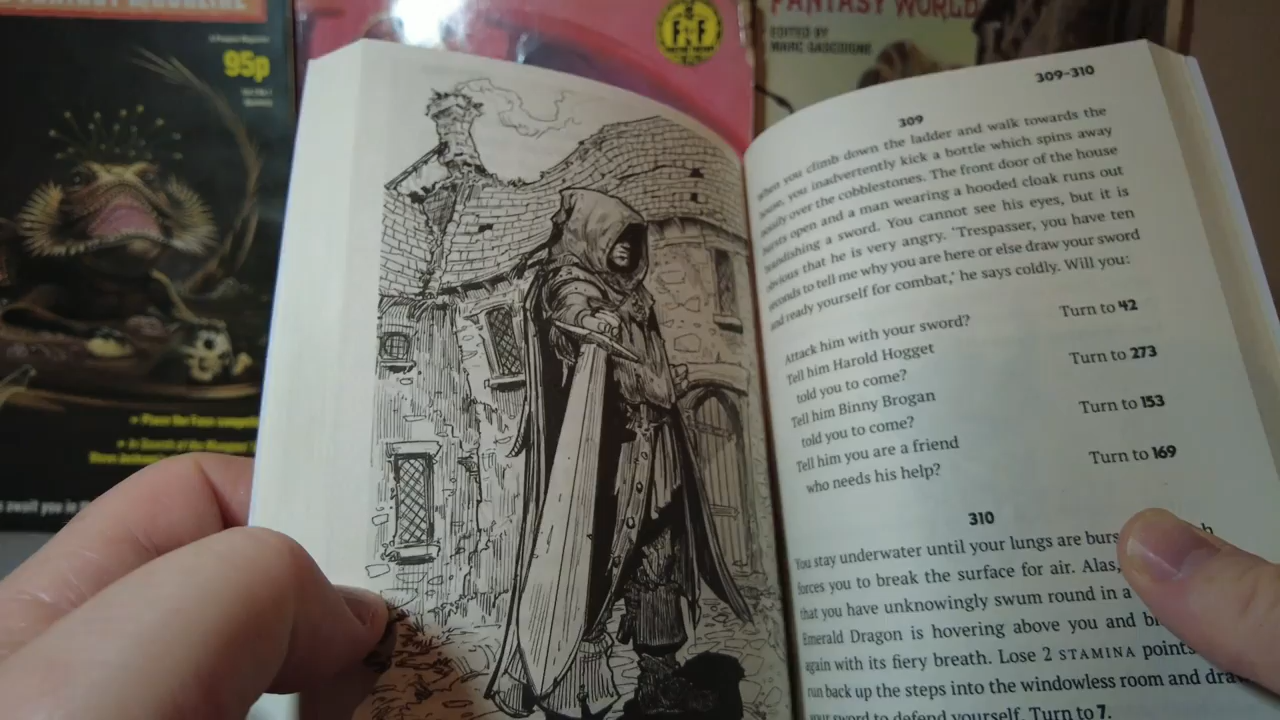 95p
FF
FANTASY WORLD
EDITED BY
MARC GASCOIGNE
309-310
309
When you climb down the ladder and walk towards the
house, you inadvertently kick a bottle which spins away
noisily over the cobblestones. The front door of the house
bursts open and a man wearing a hooded cloak runs out
brandishing a sword. You cannot see his eyes, but it is
obvious that he is very angry. 'Trespasser, you have ten
seconds to tell me why you are here or else draw your sword
and ready yourself for combat,' he says coldly. Will you:
Attack him with your sword? Turn to 42
Tell him Harold Hogget
told you to come? Turn to 273
Tell him Binny Brogan
told you to come? Turn to 153
Tell him you are a friend
who needs his help? Turn to 169
310
You stay underwater until your lungs are burs
forces you to break the surface for air. Alas,
that you have unknowingly swum round in a
Emerald Dragon is hovering above you and
again with its fiery breath. Lose 2 STAMINA points
run back up the steps into the windowless room and
your sword to defend yourself. Turn to 7.